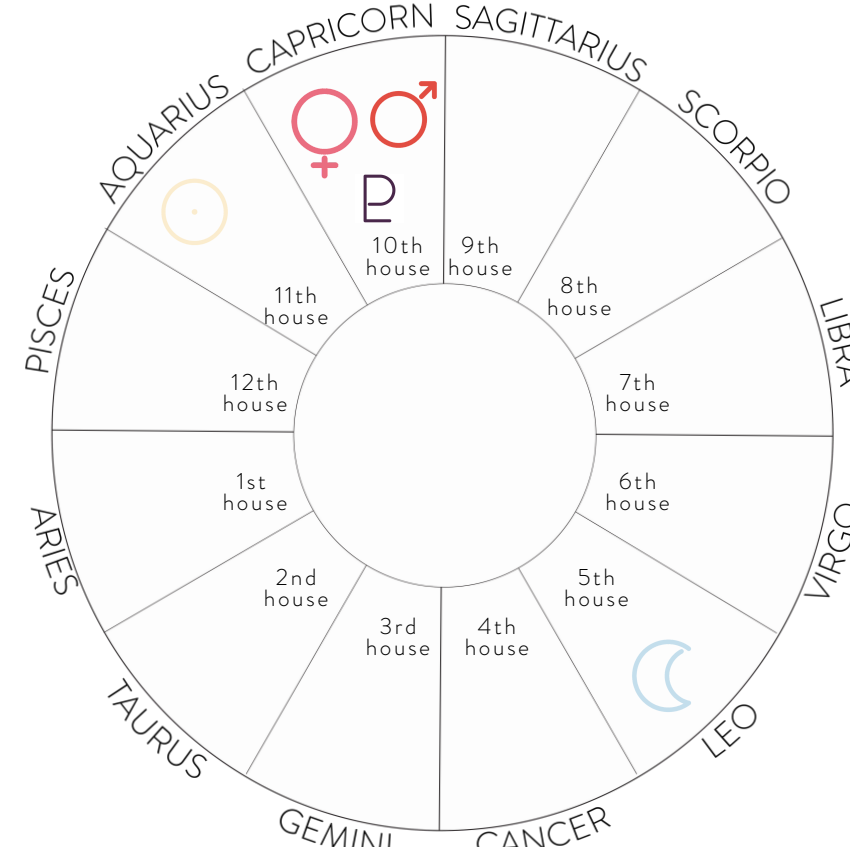 CAPRICORN
SAGITTARIUS
AQUARIUS
SCORPIO
10th
house
9th
house
11th
house
8th
house
PISCES
LIBRA
12th
house
7th
house
1st
house
6th
house
ARIES
VIRGO
2nd
house
5th
house
3rd
house
4th
house
TAURUS
LEO
GEMINI
CANCER